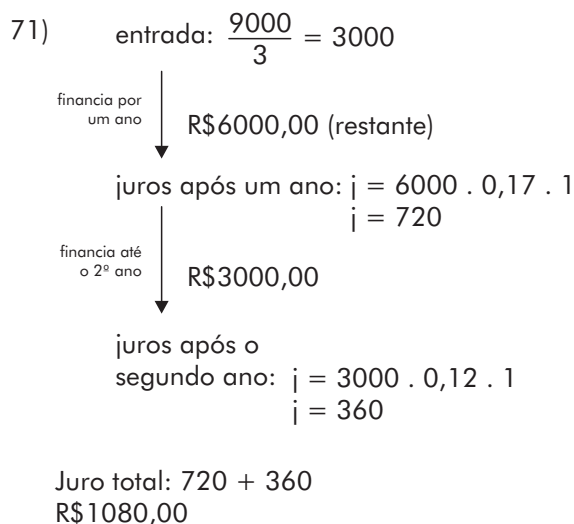 71) entrada: 9000/3 = 3000
financia por
um ano
R$6000,00 (restante)
juros após um ano: j = 6000 . 0,17 . 1
j = 720
financia até
o 2º ano
R$3000,00
juros após o
segundo ano: j = 3000 . 0,12 . 1
j = 360
Juro total: 720 + 360
R$1080,00